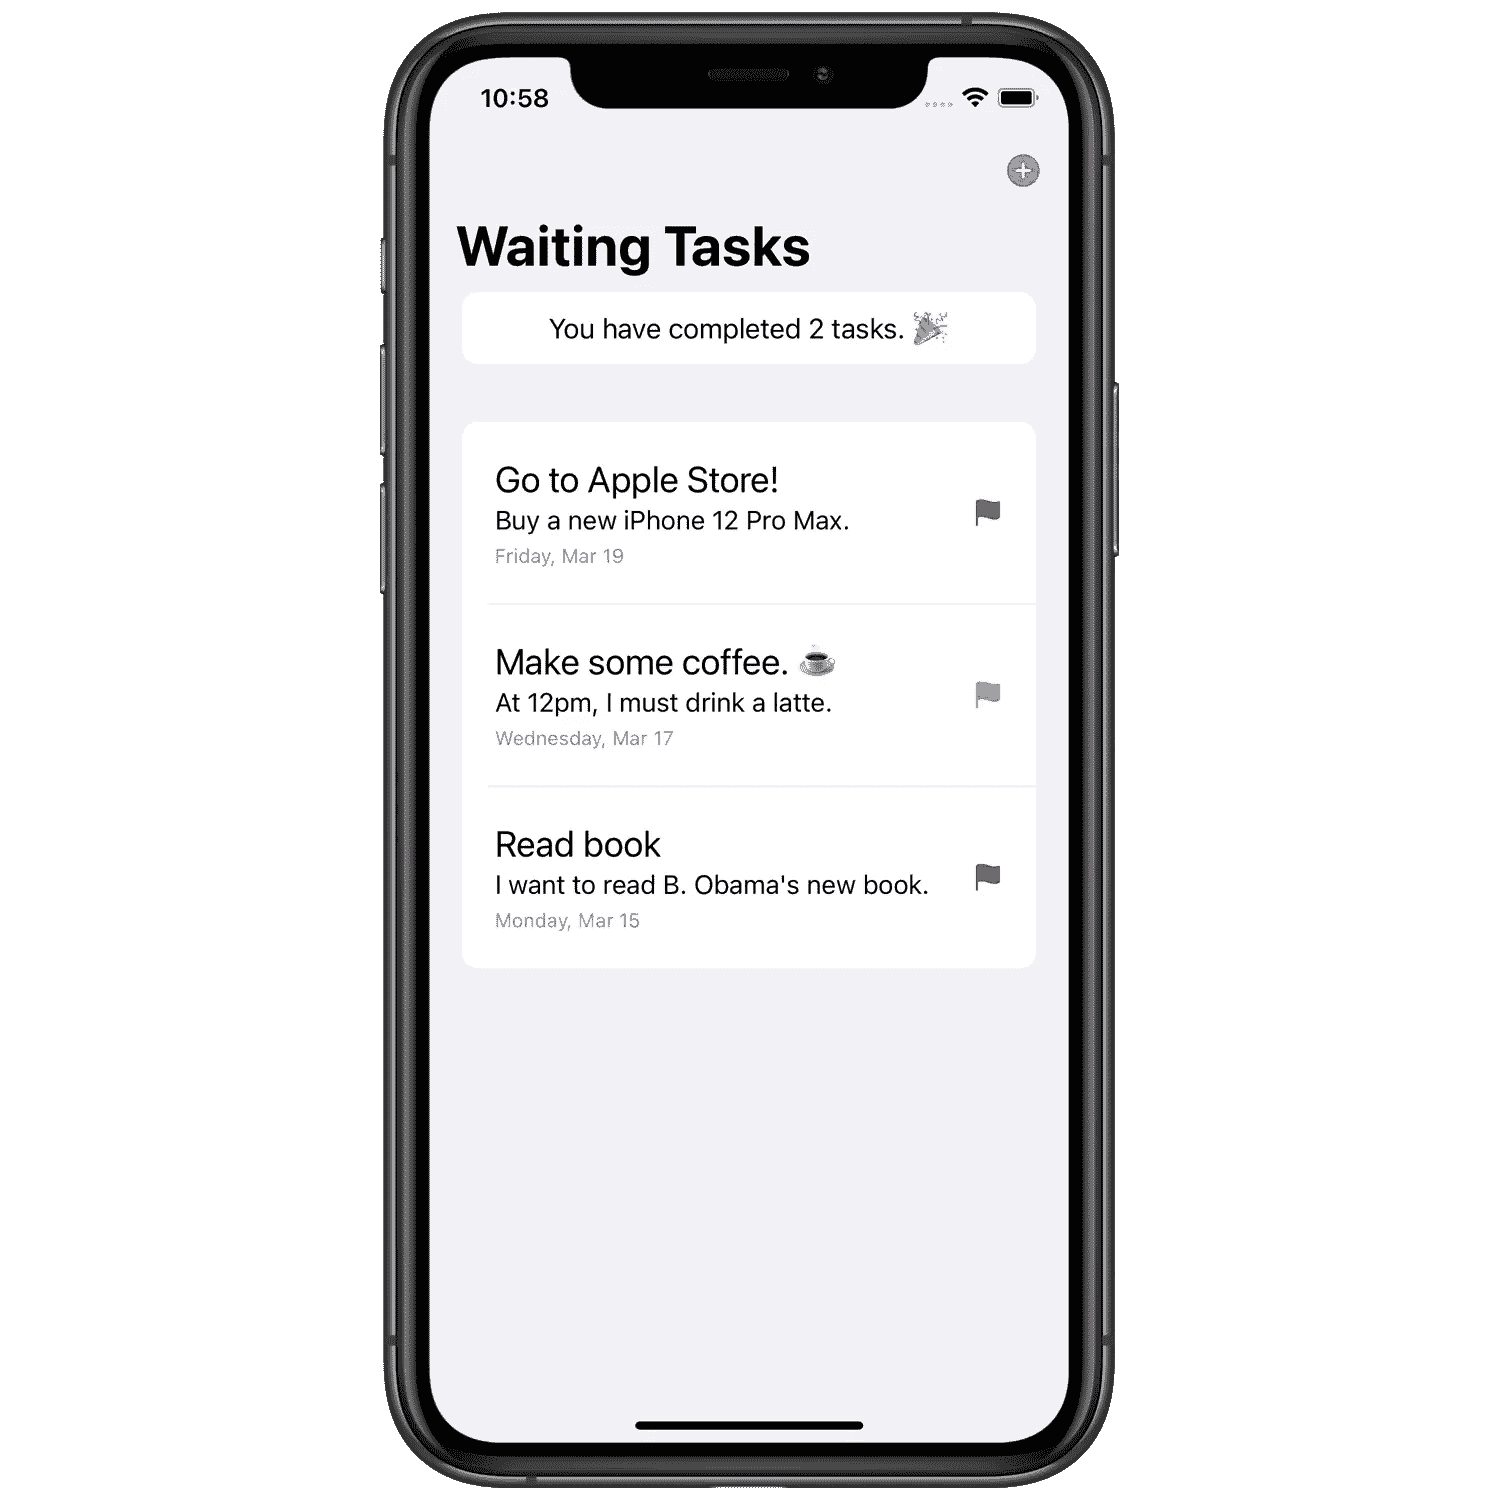 10:58
Waiting Tasks
You have completed 2 tasks. 🎉
Go to Apple Store!
Buy a new iPhone 12 Pro Max.
Friday, Mar 19
Make some coffee. ☕
At 12pm, I must drink a latte.
Wednesday, Mar 17
Read book
I want to read B. Obama's new book.
Monday, Mar 15